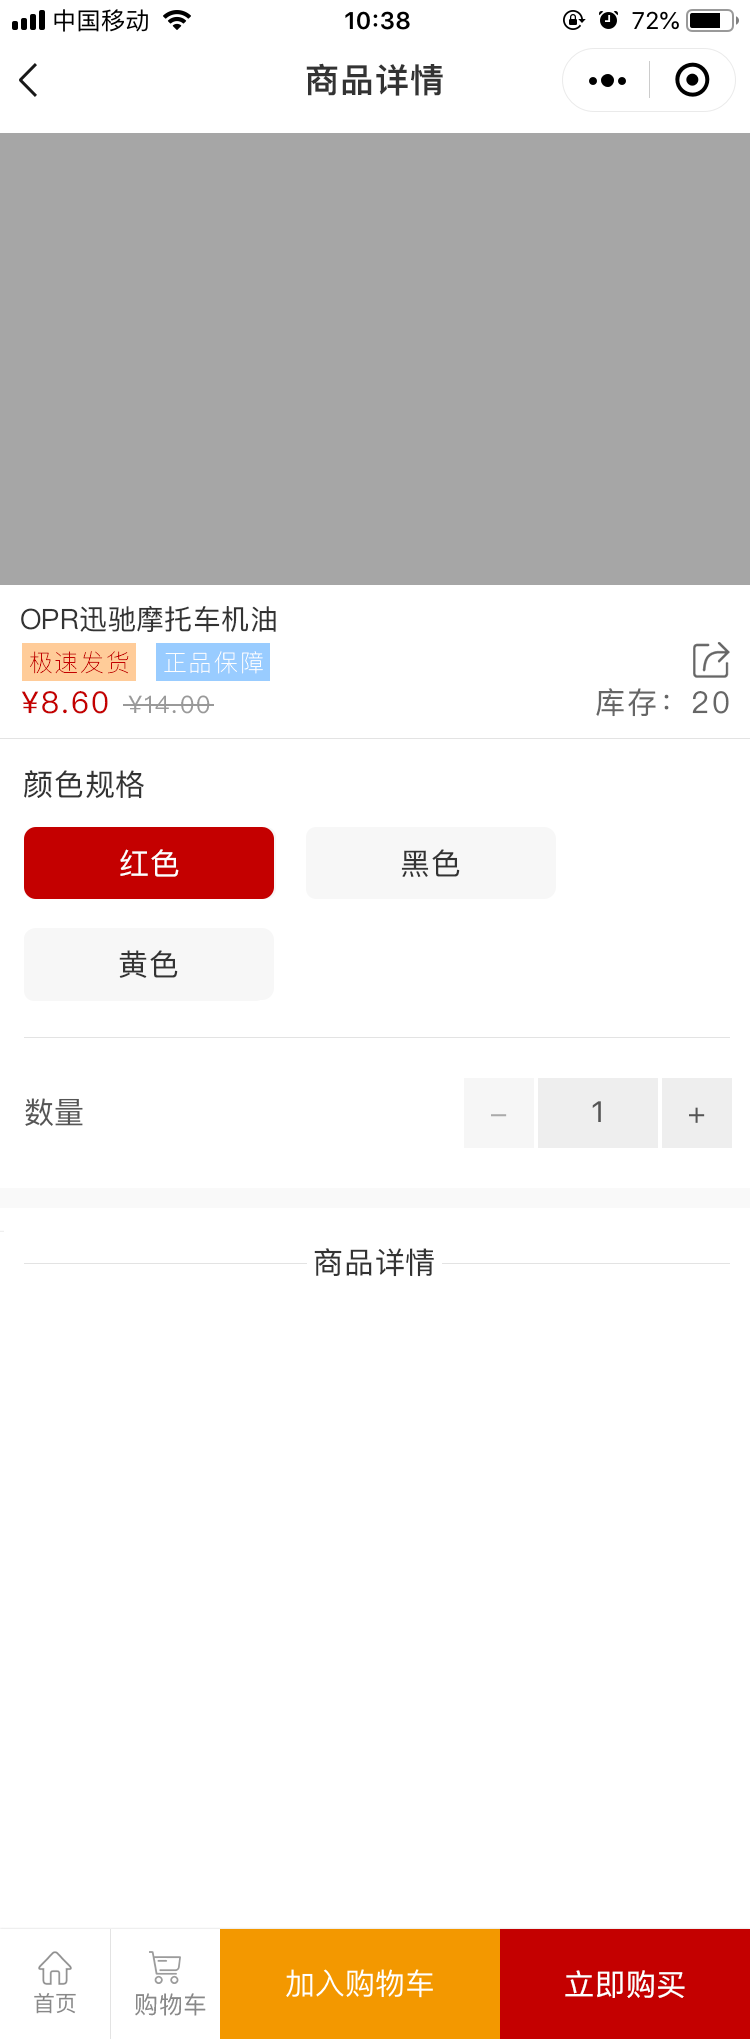 中国移动 10:38 72%
商品详情
OPR迅驰摩托车机油
极速发货 正品保障
¥8.60 ¥14.00 库存：20
颜色规格
红色 黑色
黄色
数量 − 1 +
商品详情
首页 购物车 加入购物车 立即购买